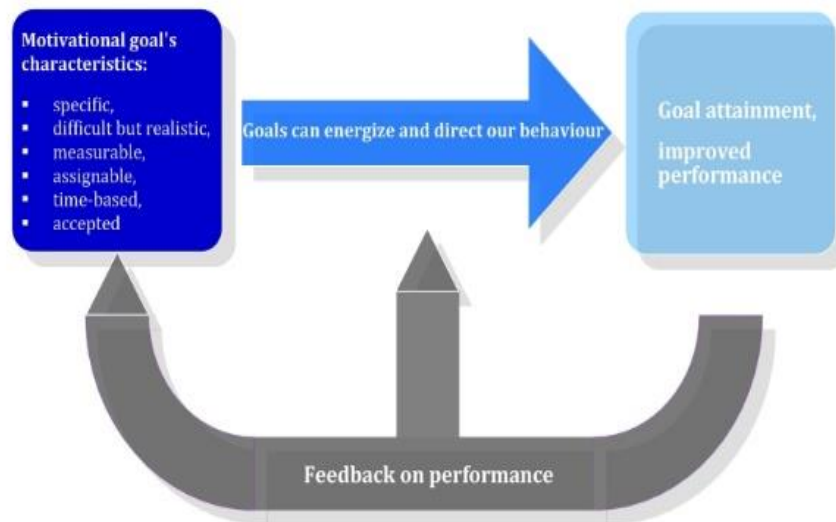 Motivational goal's
characteristics:
▪ specific,
▪ difficult but realistic,
▪ measurable,
▪ assignable,
▪ time-based,
▪ accepted
Goals can energize and direct our behaviour
Goal attainment,
improved
performance
Feedback on performance